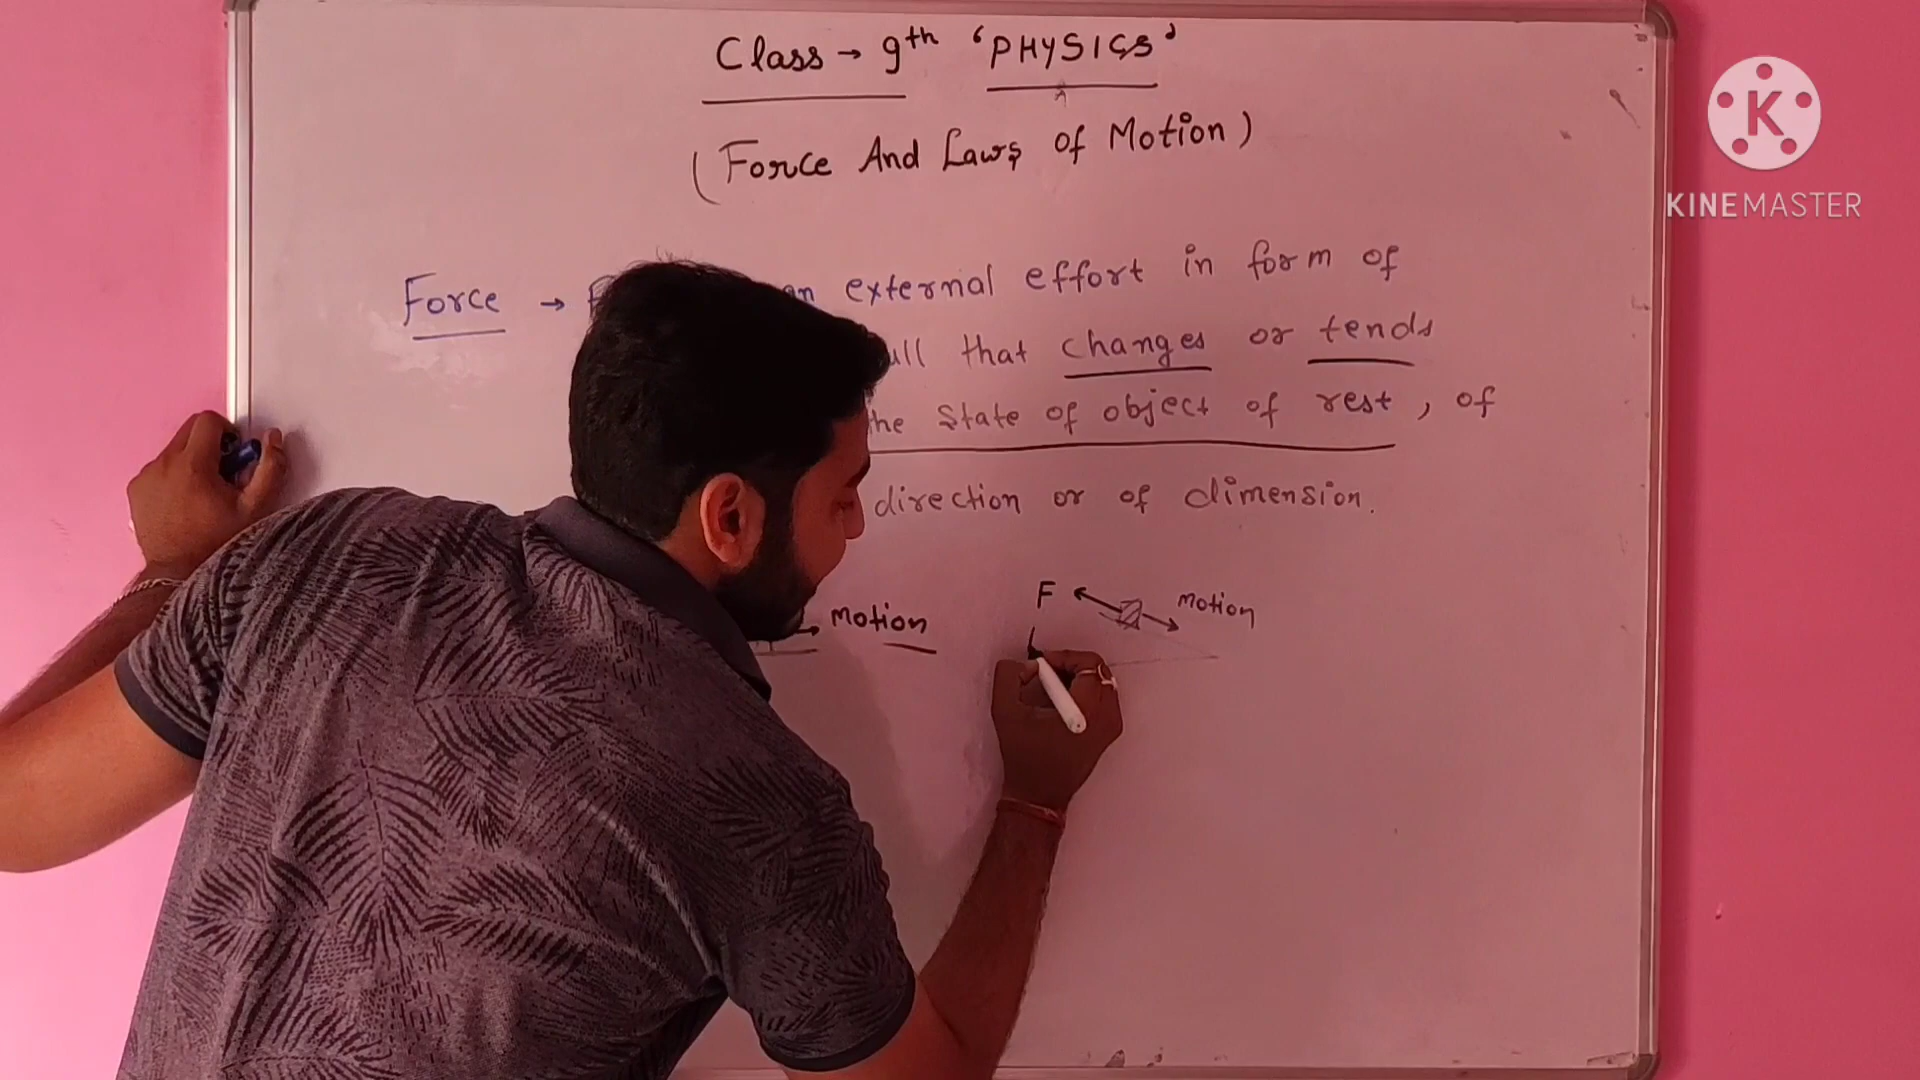 Class → 9th 'PHYSICS'
(Force And Laws of Motion)
Force → an external effort in form of
that changes or tends
the state of object of rest, of
direction or of dimension.
F Motion
Motion
K
KINEMASTER